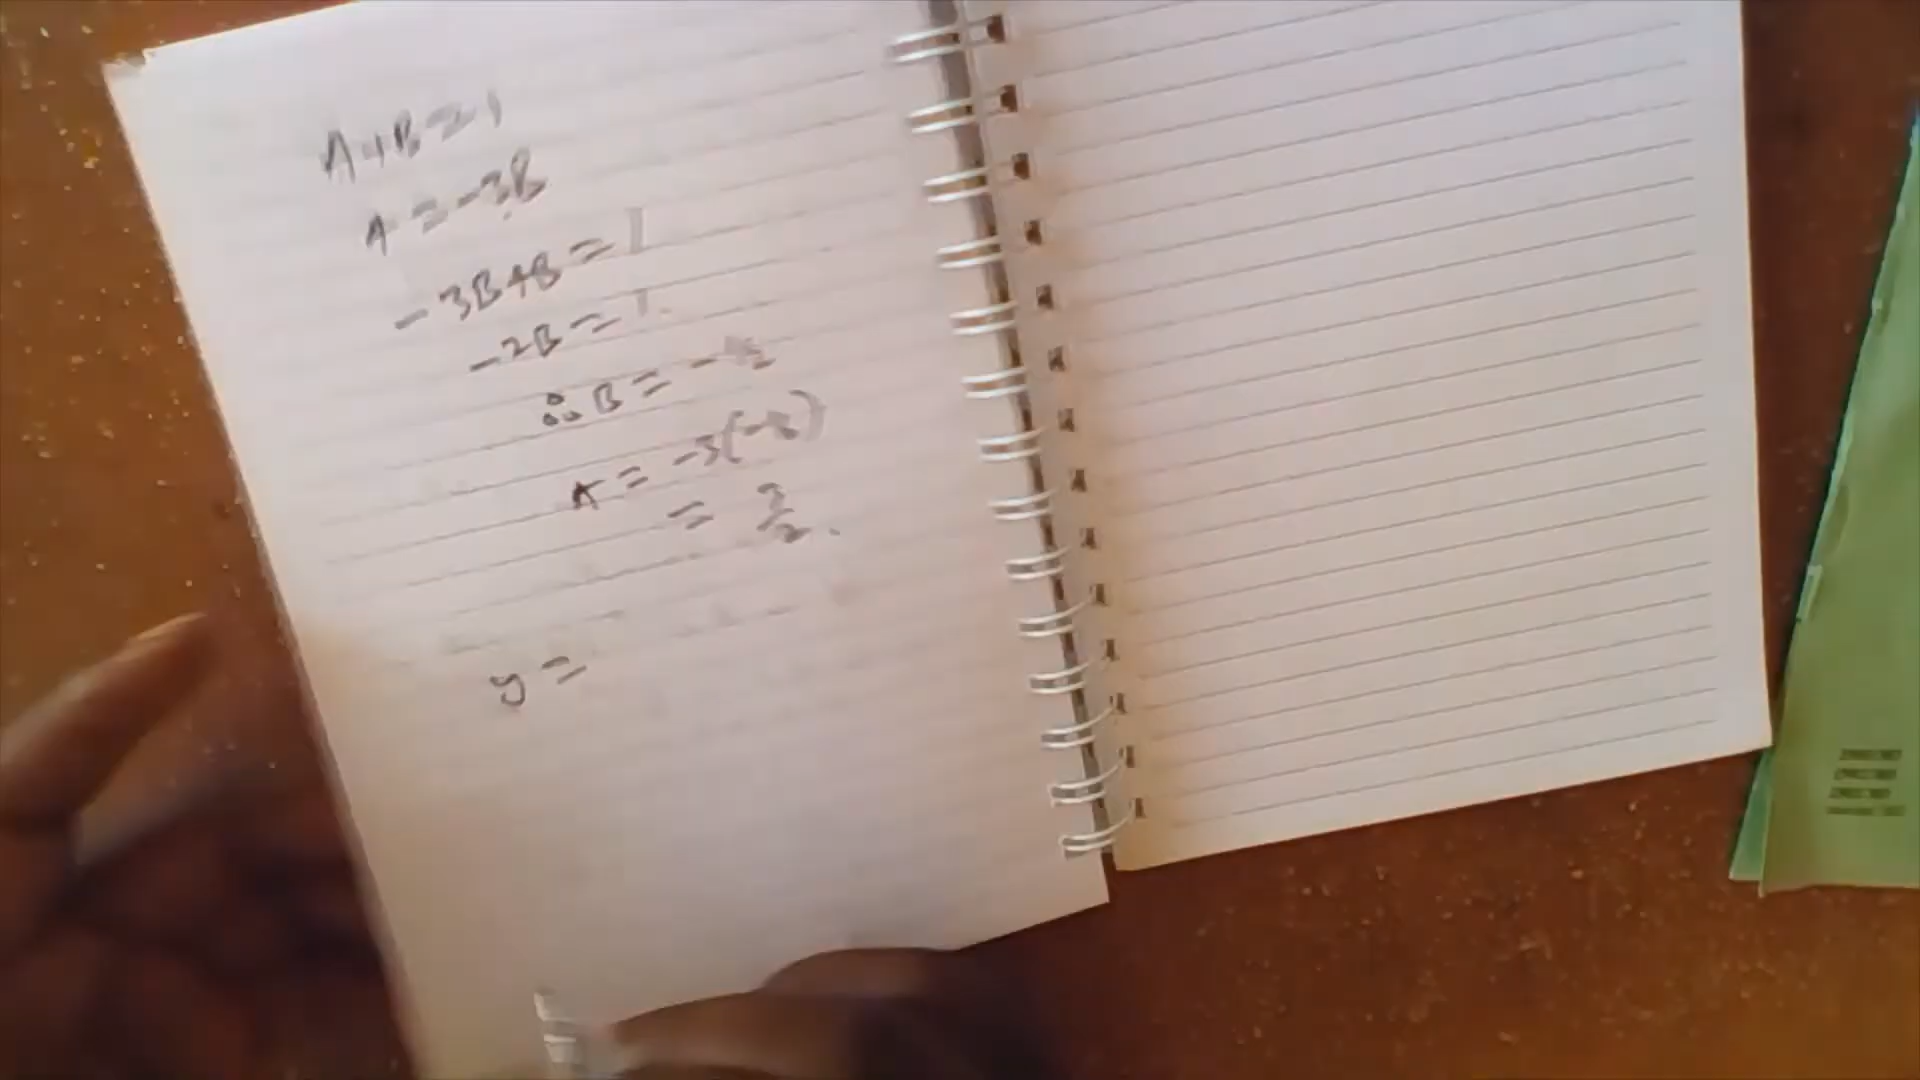 A+B=1
A=-3B
-3B+B=1
-2B=1.
∴B=-½
A=-3(-½)
=3/2.
y=